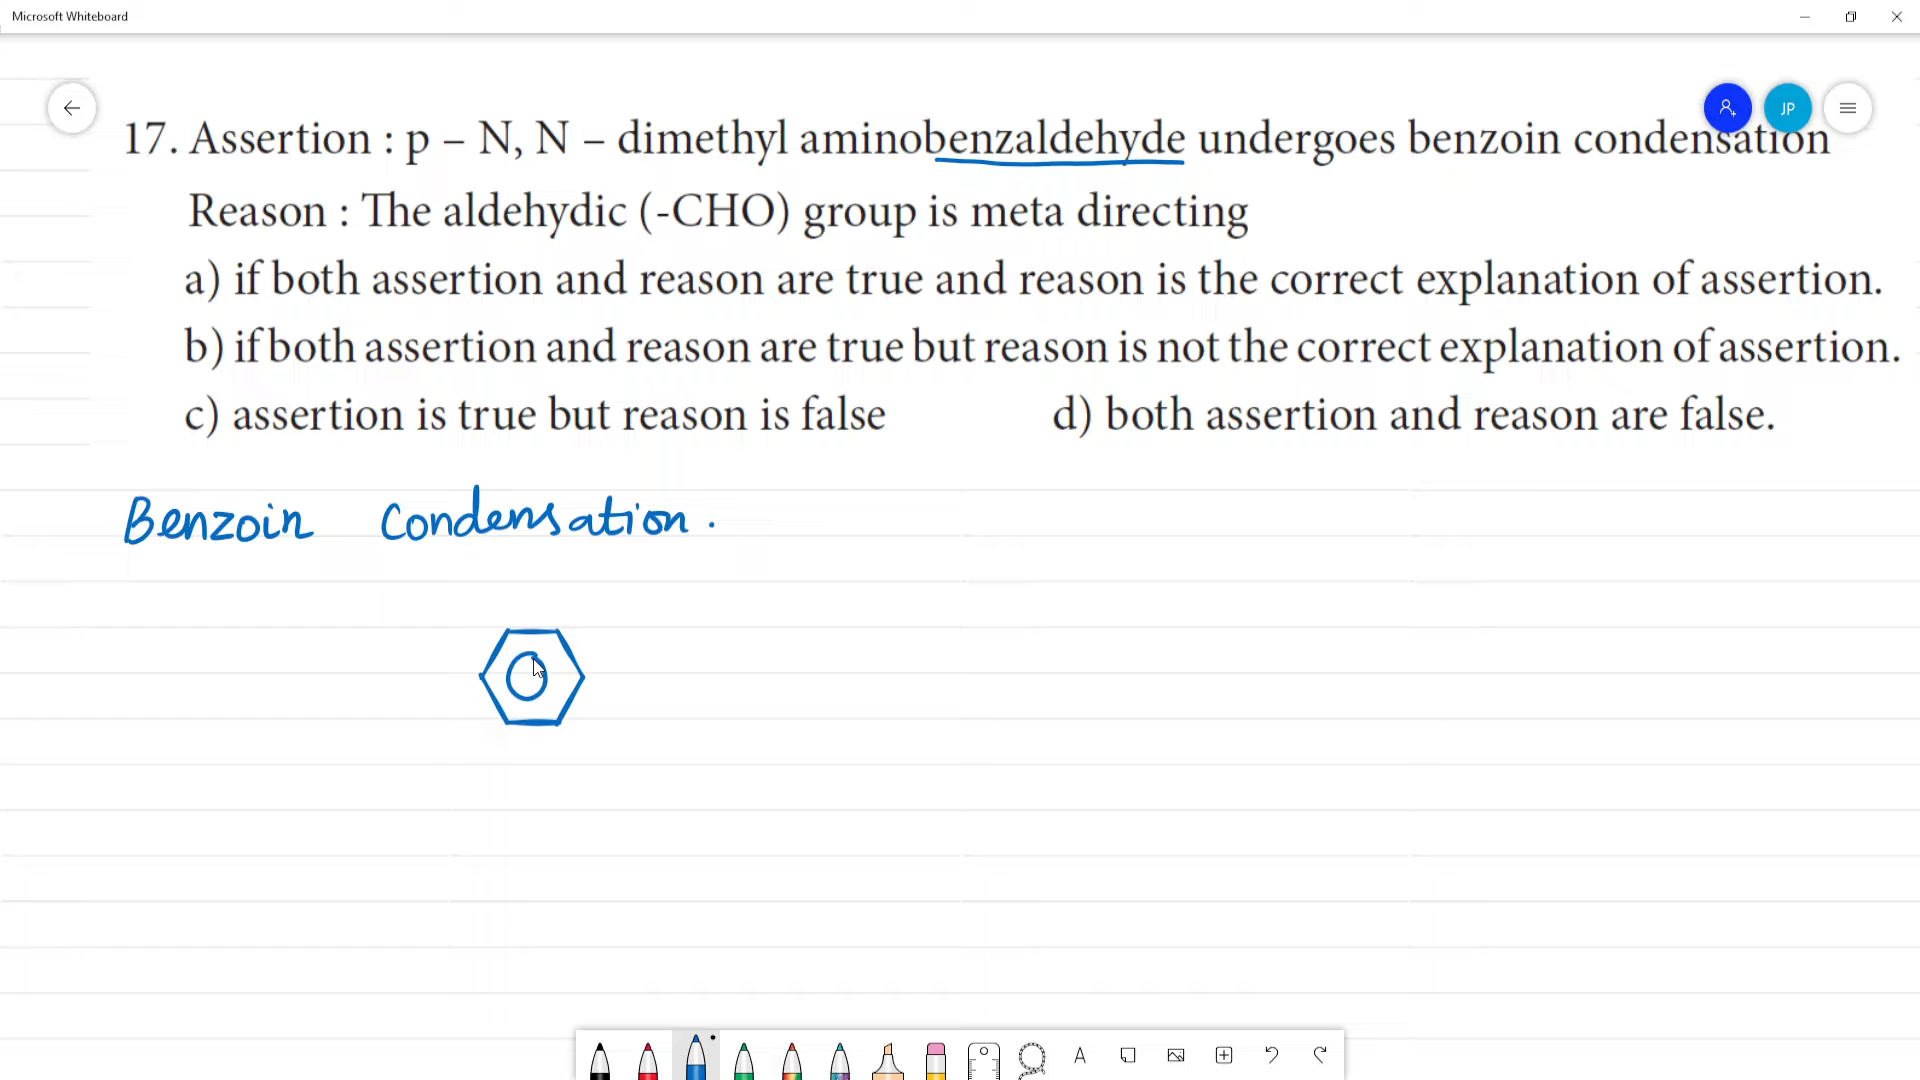 Microsoft Whiteboard
JP
17. Assertion : p – N, N – dimethyl aminobenzaldehyde undergoes benzoin condensation
Reason : The aldehydic (-CHO) group is meta directing
a) if both assertion and reason are true and reason is the correct explanation of assertion.
b) if both assertion and reason are true but reason is not the correct explanation of assertion.
c) assertion is true but reason is false d) both assertion and reason are false.
Benzoin Condensation.
A